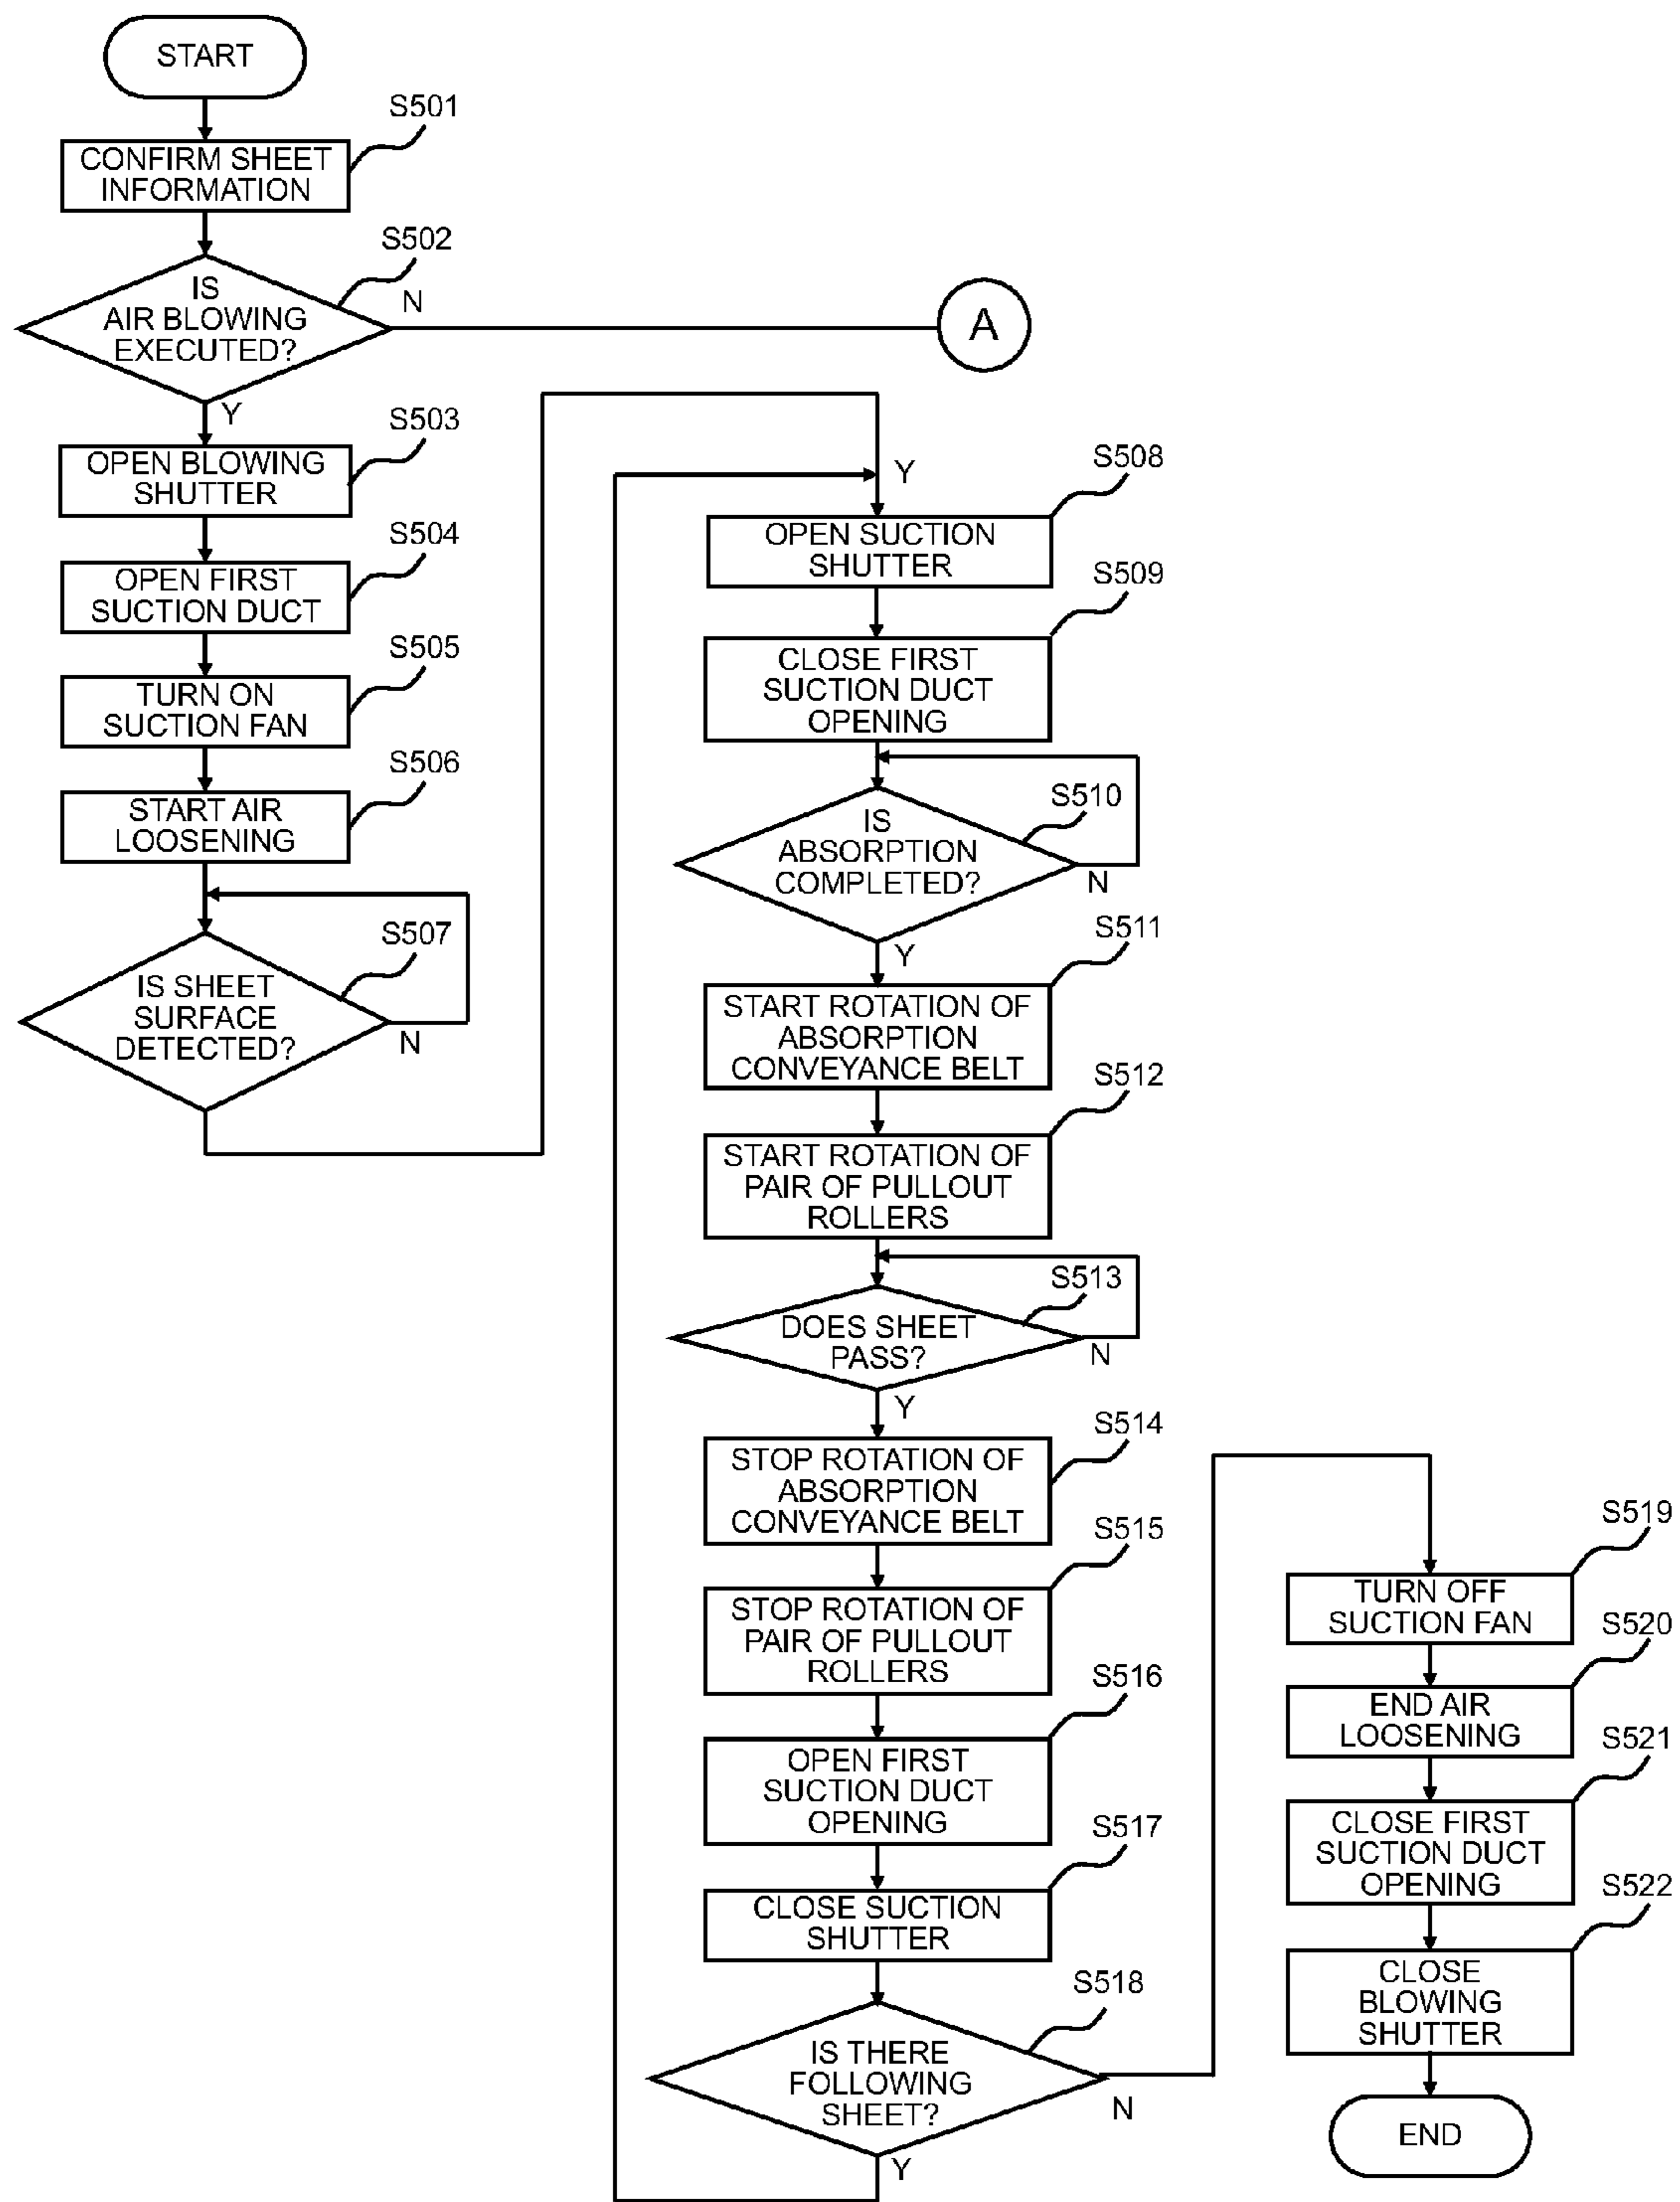 START
S501
CONFIRM SHEET
INFORMATION
S502
IS
AIR BLOWING
EXECUTED?
N
A
Y
S503
OPEN BLOWING
SHUTTER
S504
OPEN FIRST
SUCTION DUCT
S505
TURN ON
SUCTION FAN
S506
START AIR
LOOSENING
S507
IS SHEET
SURFACE
DETECTED?
N
Y
S508
OPEN SUCTION
SHUTTER
S509
CLOSE FIRST
SUCTION DUCT
OPENING
S510
IS
ABSORPTION
COMPLETED?
N
Y
S511
START ROTATION OF
ABSORPTION
CONVEYANCE BELT
S512
START ROTATION OF
PAIR OF PULLOUT
ROLLERS
S513
DOES SHEET
PASS?
N
Y
S514
STOP ROTATION OF
ABSORPTION
CONVEYANCE BELT
S515
STOP ROTATION OF
PAIR OF PULLOUT
ROLLERS
S516
OPEN FIRST
SUCTION DUCT
OPENING
S517
CLOSE SUCTION
SHUTTER
S518
IS THERE
FOLLOWING
SHEET?
N
Y
S519
TURN OFF
SUCTION FAN
S520
END AIR
LOOSENING
S521
CLOSE FIRST
SUCTION DUCT
OPENING
S522
CLOSE
BLOWING
SHUTTER
END